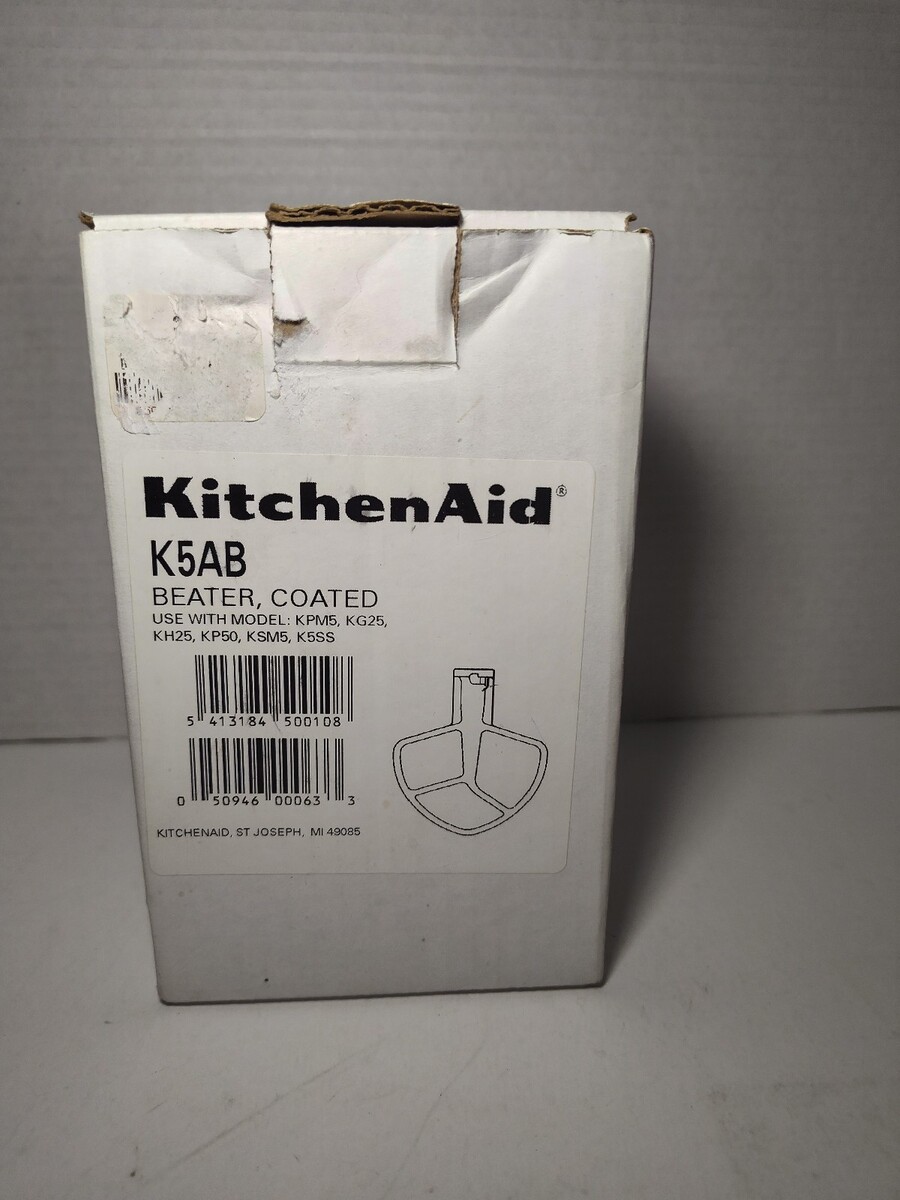 KitchenAid®
K5AB
BEATER, COATED
USE WITH MODEL: KPM5, KG25,
KH25, KP50, KSM5, K5SS
5 413184 500108
0 50946 00063 3
KITCHENAID, ST JOSEPH, MI 49085